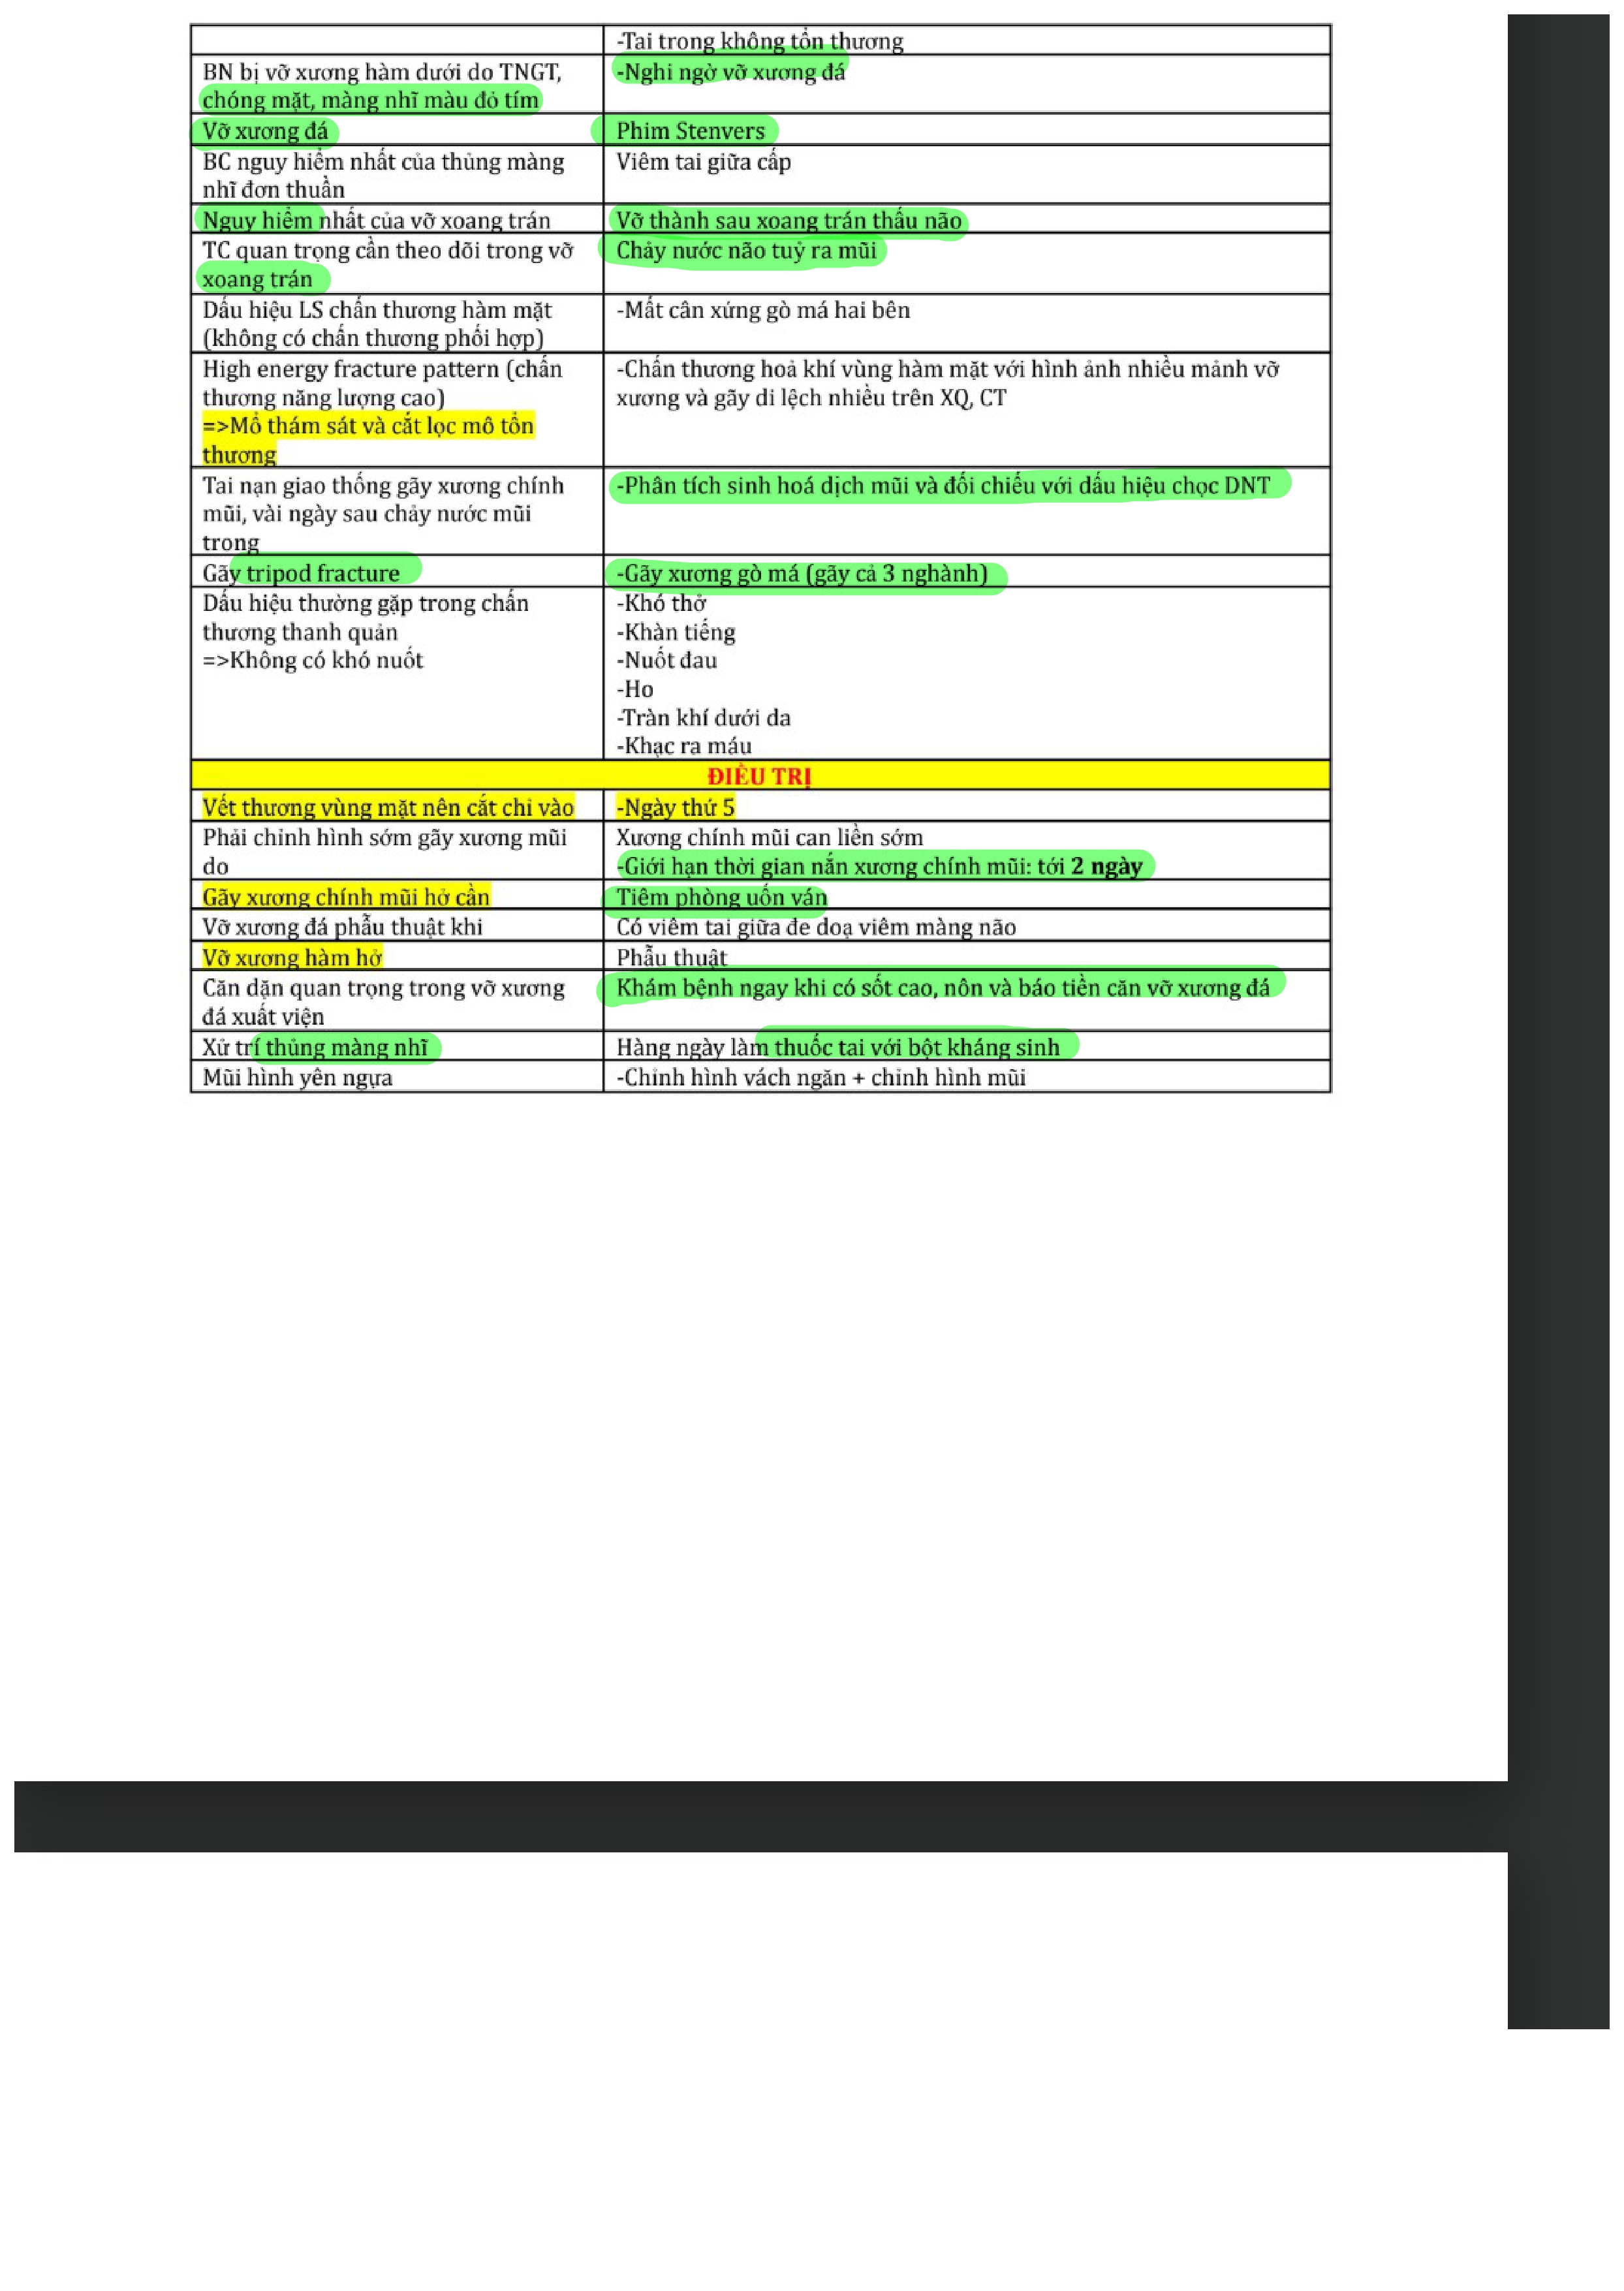 -Tai trong không tổn thương
BN bị vỡ xương hàm dưới do TNGT,
chóng mặt, màng nhĩ màu đỏ tím
-Nghi ngờ vỡ xương đá
Vỡ xương đá
Phim Stenvers
BC nguy hiểm nhất của thủng màng
nhĩ đơn thuần
Viêm tai giữa cấp
Nguy hiểm nhất của vỡ xoang trán
Vỡ thành sau xoang trán thấu não
TC quan trọng cần theo dõi trong vỡ
xoang trán
Chảy nước não tuỷ ra mũi
Dấu hiệu LS chấn thương hàm mặt
(không có chấn thương phối hợp)
-Mất cân xứng gò má hai bên
High energy fracture pattern (chấn
thương năng lượng cao)
=>Mổ thám sát và cắt lọc mô tổn
thương
-Chấn thương hoả khí vùng hàm mặt với hình ảnh nhiều mảnh vỡ
xương và gãy di lệch nhiều trên XQ, CT
Tai nạn giao thống gãy xương chính
mũi, vài ngày sau chảy nước mũi
trong
-Phân tích sinh hoá dịch mũi và đối chiếu với dấu hiệu chọc DNT
Gãy tripod fracture
-Gãy xương gò má (gãy cả 3 nghành)
Dấu hiệu thường gặp trong chấn
thương thanh quản
=>Không có khó nuốt
-Khó thở
-Khàn tiếng
-Nuốt đau
-Ho
-Tràn khí dưới da
-Khạc ra máu
ĐIỀU TRỊ
Vết thương vùng mặt nên cắt chỉ vào
-Ngày thứ 5
Phải chỉnh hình sớm gãy xương mũi
do
Xương chính mũi can liền sớm
-Giới hạn thời gian nắn xương chính mũi: tới 2 ngày
Gãy xương chính mũi hở cần
Tiêm phòng uốn ván
Vỡ xương đá phẫu thuật khi
Có viêm tai giữa đe doạ viêm màng não
Vỡ xương hàm hở
Phẫu thuật
Căn dặn quan trọng trong vỡ xương
đá xuất viện
Khám bệnh ngay khi có sốt cao, nôn và báo tiền căn vỡ xương đá
Xử trí thủng màng nhĩ
Hàng ngày làm thuốc tai với bột kháng sinh
Mũi hình yên ngựa
-Chỉnh hình vách ngăn + chỉnh hình mũi